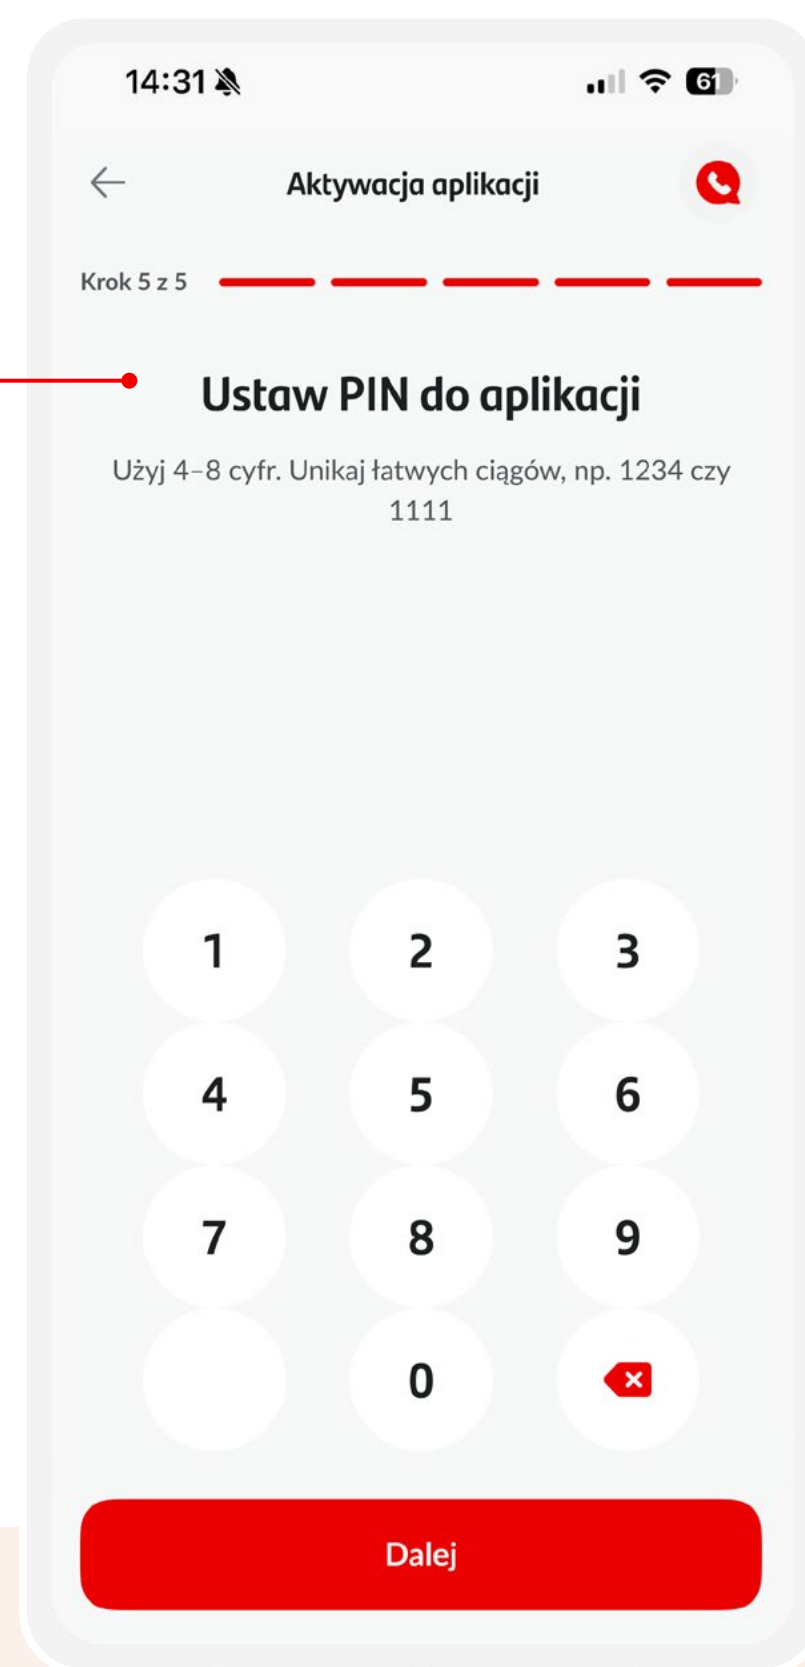 14:31
61
Aktywacja aplikacji
Krok 5 z 5
Ustaw PIN do aplikacji
Użyj 4–8 cyfr. Unikaj łatwych ciągów, np. 1234 czy
1111
1 2 3
4 5 6
7 8 9
0
Dalej